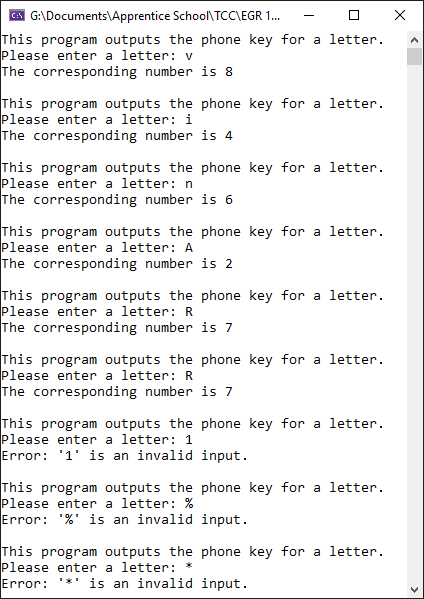 G:\Documents\Apprentice School\TCC\EGR 1...
This program outputs the phone key for a letter.
Please enter a letter: v
The corresponding number is 8
This program outputs the phone key for a letter.
Please enter a letter: i
The corresponding number is 4
This program outputs the phone key for a letter.
Please enter a letter: n
The corresponding number is 6
This program outputs the phone key for a letter.
Please enter a letter: A
The corresponding number is 2
This program outputs the phone key for a letter.
Please enter a letter: R
The corresponding number is 7
This program outputs the phone key for a letter.
Please enter a letter: R
The corresponding number is 7
This program outputs the phone key for a letter.
Please enter a letter: 1
Error: '1' is an invalid input.
This program outputs the phone key for a letter.
Please enter a letter: %
Error: '%' is an invalid input.
This program outputs the phone key for a letter.
Please enter a letter: *
Error: '*' is an invalid input.